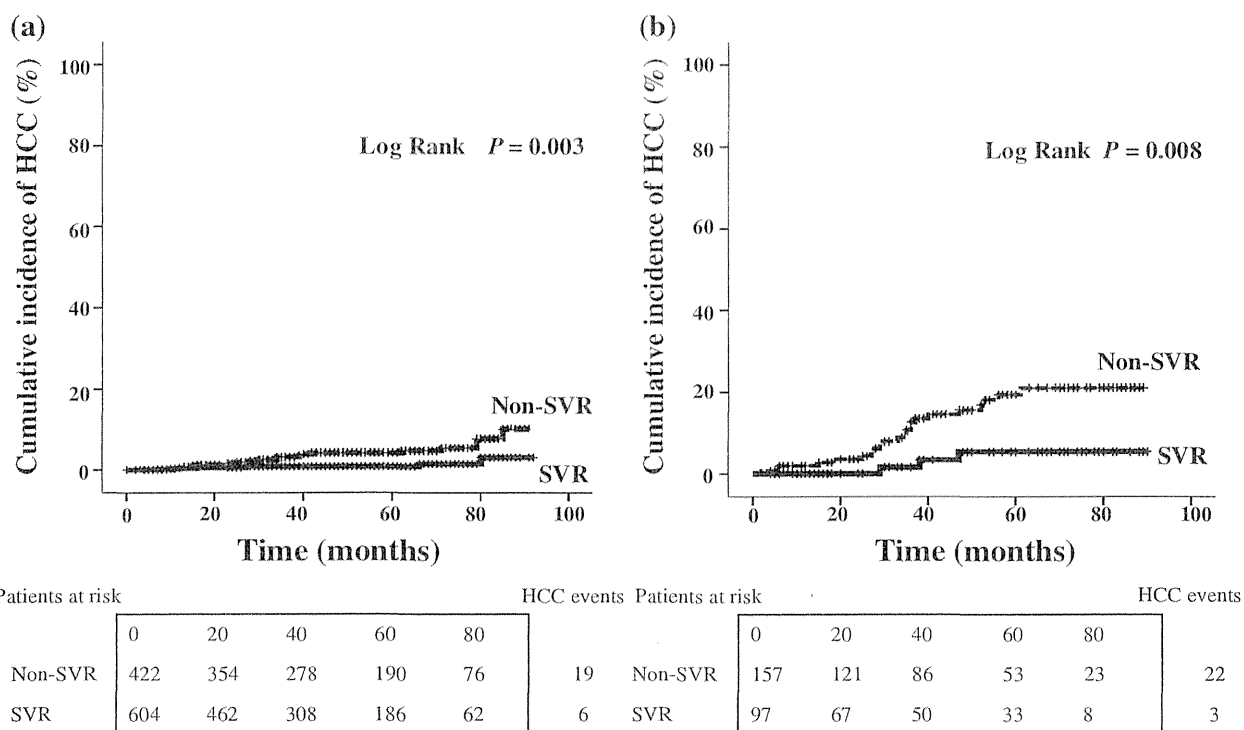 (a)
Cumulative incidence of HCC (%)
100
80
60
40
20
0
Log Rank P = 0.003
Non-SVR
SVR
0 20 40 60 80 100
Time (months)
Patients at risk HCC events
0 20 40 60 80
Non-SVR 422 354 278 190 76 19
SVR 604 462 308 186 62 6
(b)
Cumulative incidence of HCC (%)
100
80
60
40
20
0
Log Rank P = 0.008
Non-SVR
SVR
0 20 40 60 80 100
Time (months)
Patients at risk HCC events
0 20 40 60 80
Non-SVR 157 121 86 53 23 22
SVR 97 67 50 33 8 3